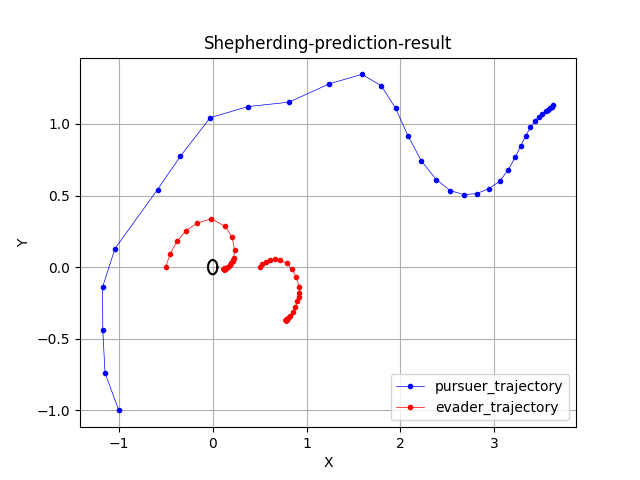 Shepherding-prediction-result
1.0
0.5
0.0
−0.5
−1.0
Y
−1
0
1
2
3
X
pursuer_trajectory
evader_trajectory